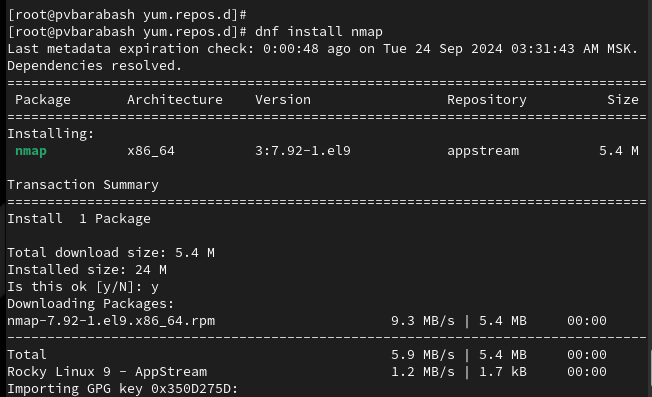 [root@pvbarabash yum.repos.d]#
[root@pvbarabash yum.repos.d]# dnf install nmap
Last metadata expiration check: 0:00:48 ago on Tue 24 Sep 2024 03:31:43 AM MSK.
Dependencies resolved.
================================================================================
 Package       Architecture    Version                 Repository           Size
================================================================================
Installing:
 nmap          x86_64          3:7.92-1.el9            appstream           5.4 M

Transaction Summary
================================================================================
Install  1 Package

Total download size: 5.4 M
Installed size: 24 M
Is this ok [y/N]: y
Downloading Packages:
nmap-7.92-1.el9.x86_64.rpm                      9.3 MB/s | 5.4 MB     00:00
--------------------------------------------------------------------------------
Total                                           5.9 MB/s | 5.4 MB     00:00
Rocky Linux 9 - AppStream                       1.2 MB/s | 1.7 kB     00:00
Importing GPG key 0x350D275D: